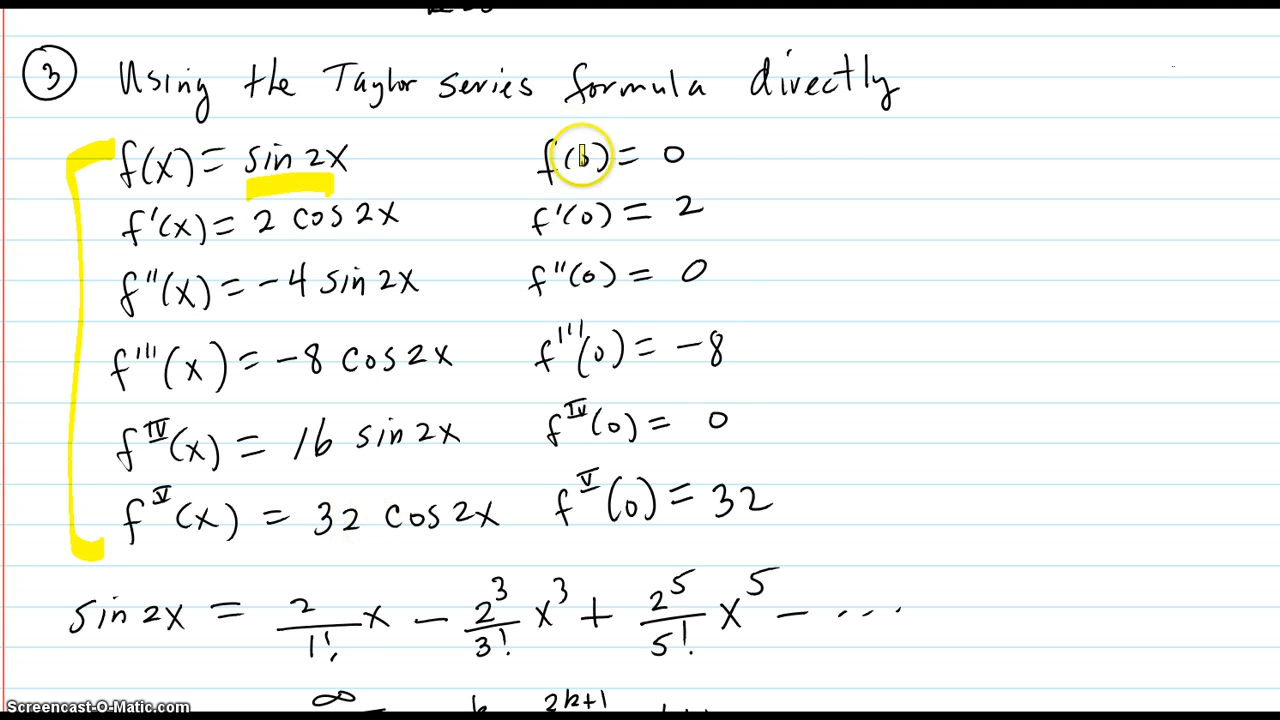 ③ Using the Taylor series formula directly
f(x) = sin 2x f(0) = 0
f'(x) = 2 cos 2x f'(0) = 2
f''(x) = -4 sin 2x f''(0) = 0
f'''(x) = -8 cos 2x f'''(0) = -8
f^IV(x) = 16 sin 2x f^IV(0) = 0
f^V(x) = 32 cos 2x f^V(0) = 32
sin 2x = 2/1! x - 2^3/3! x^3 + 2^5/5! x^5 - ...
∞ k 2k+1
Screencast-O-Matic.com